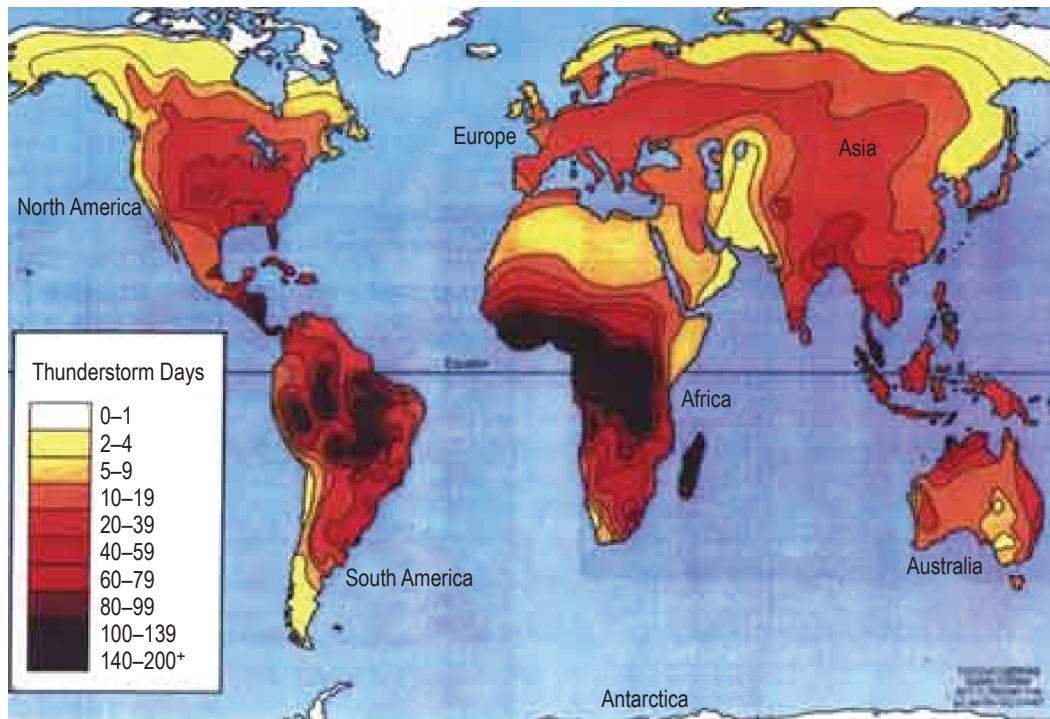 Europe
Asia
North America
Thunderstorm Days
0–1
2–4
5–9
10–19
20–39
40–59
60–79
80–99
100–139
140–200+
Equator
Africa
South America
Australia
Antarctica